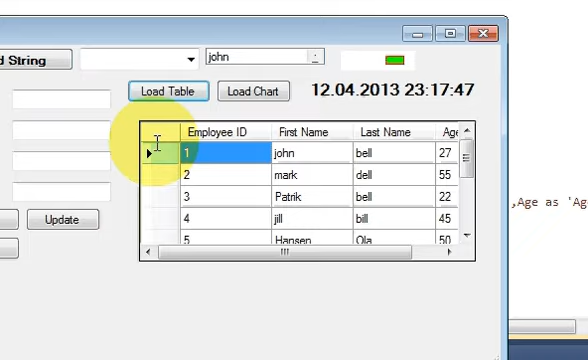 d String
john
Load Table
Load Chart
12.04.2013 23:17:47
Employee ID First Name Last Name Age
1 john bell 27
2 mark dell 55
3 Patrik bell 22
4 jill bill 45
5 Hansen Ola 50
Update
,Age as 'Ag